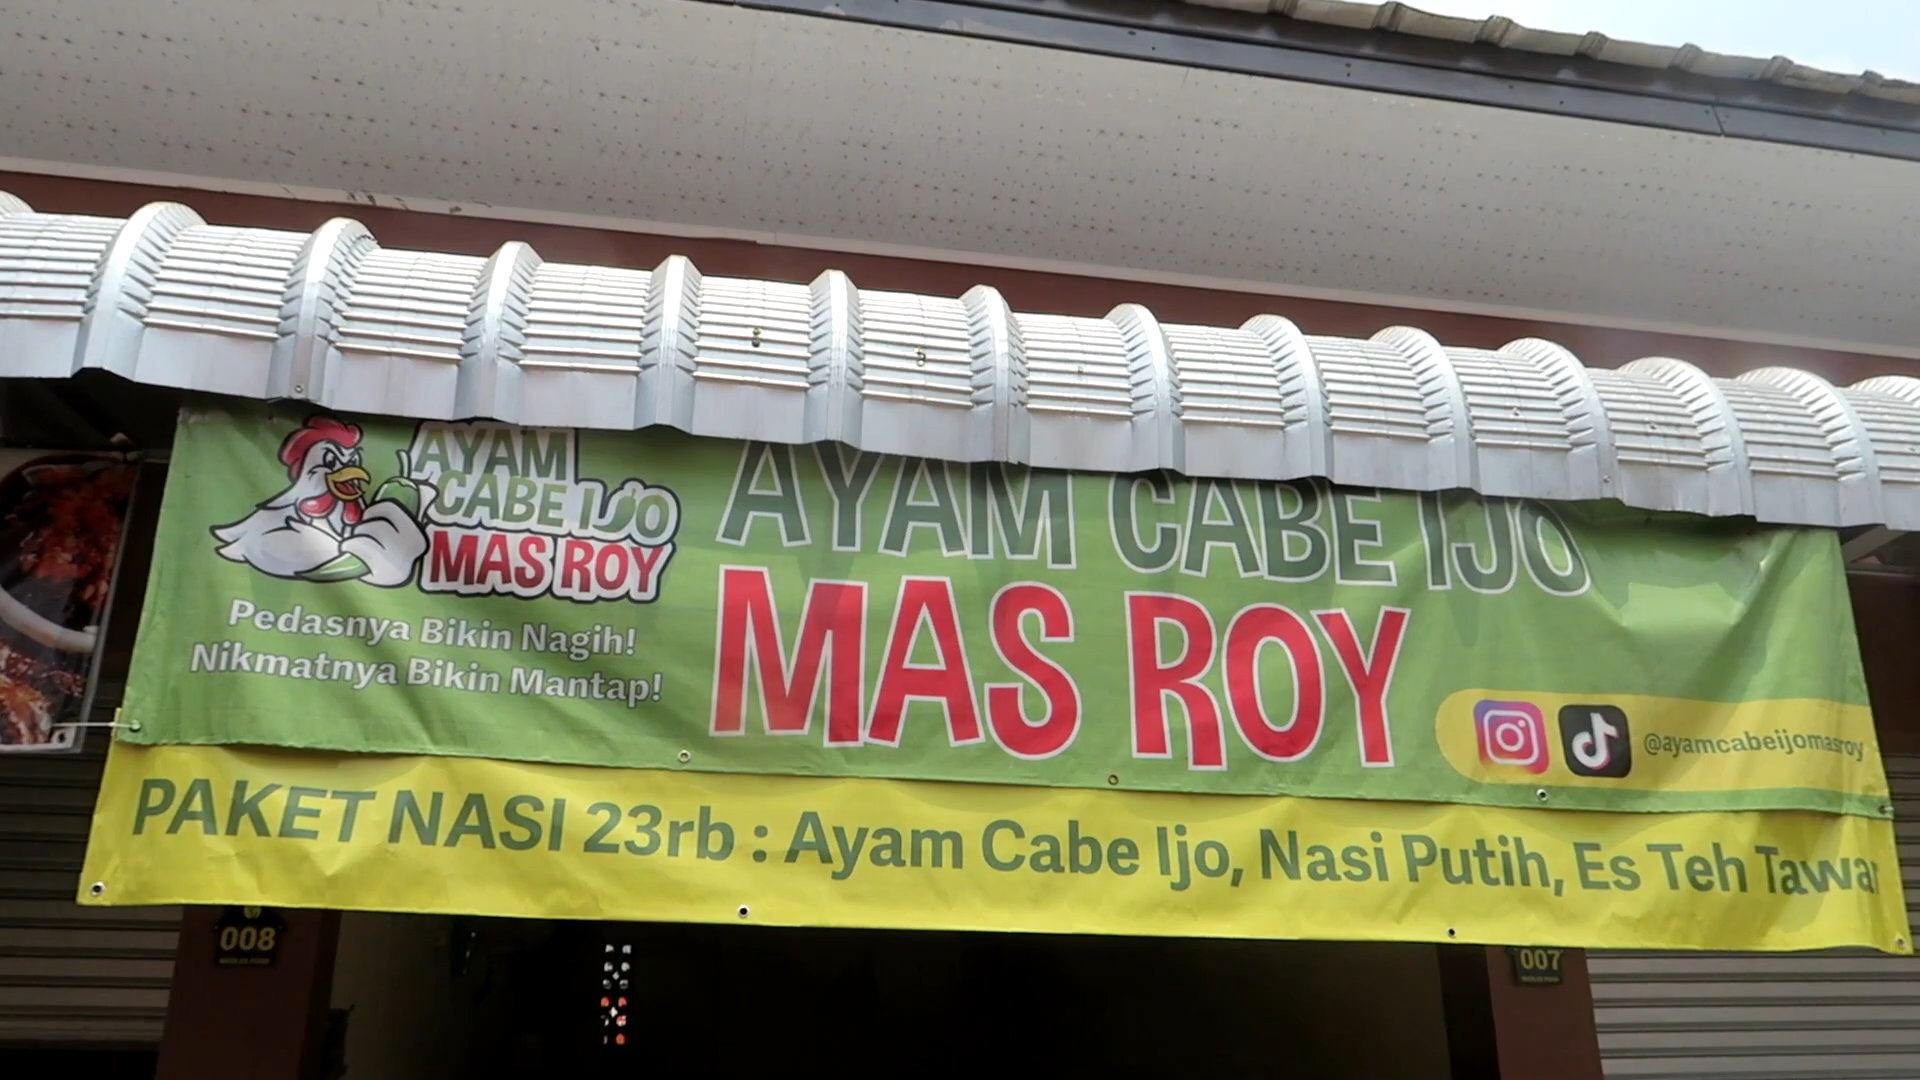 AYAM
CABE IJO
MAS ROY
Pedasnya Bikin Nagih!
Nikmatnya Bikin Mantap!
AYAM CABE IJO
MAS ROY
@ayamcabeijomasroy
PAKET NASI 23rb : Ayam Cabe Ijo, Nasi Putih, Es Teh Tawar
008
007